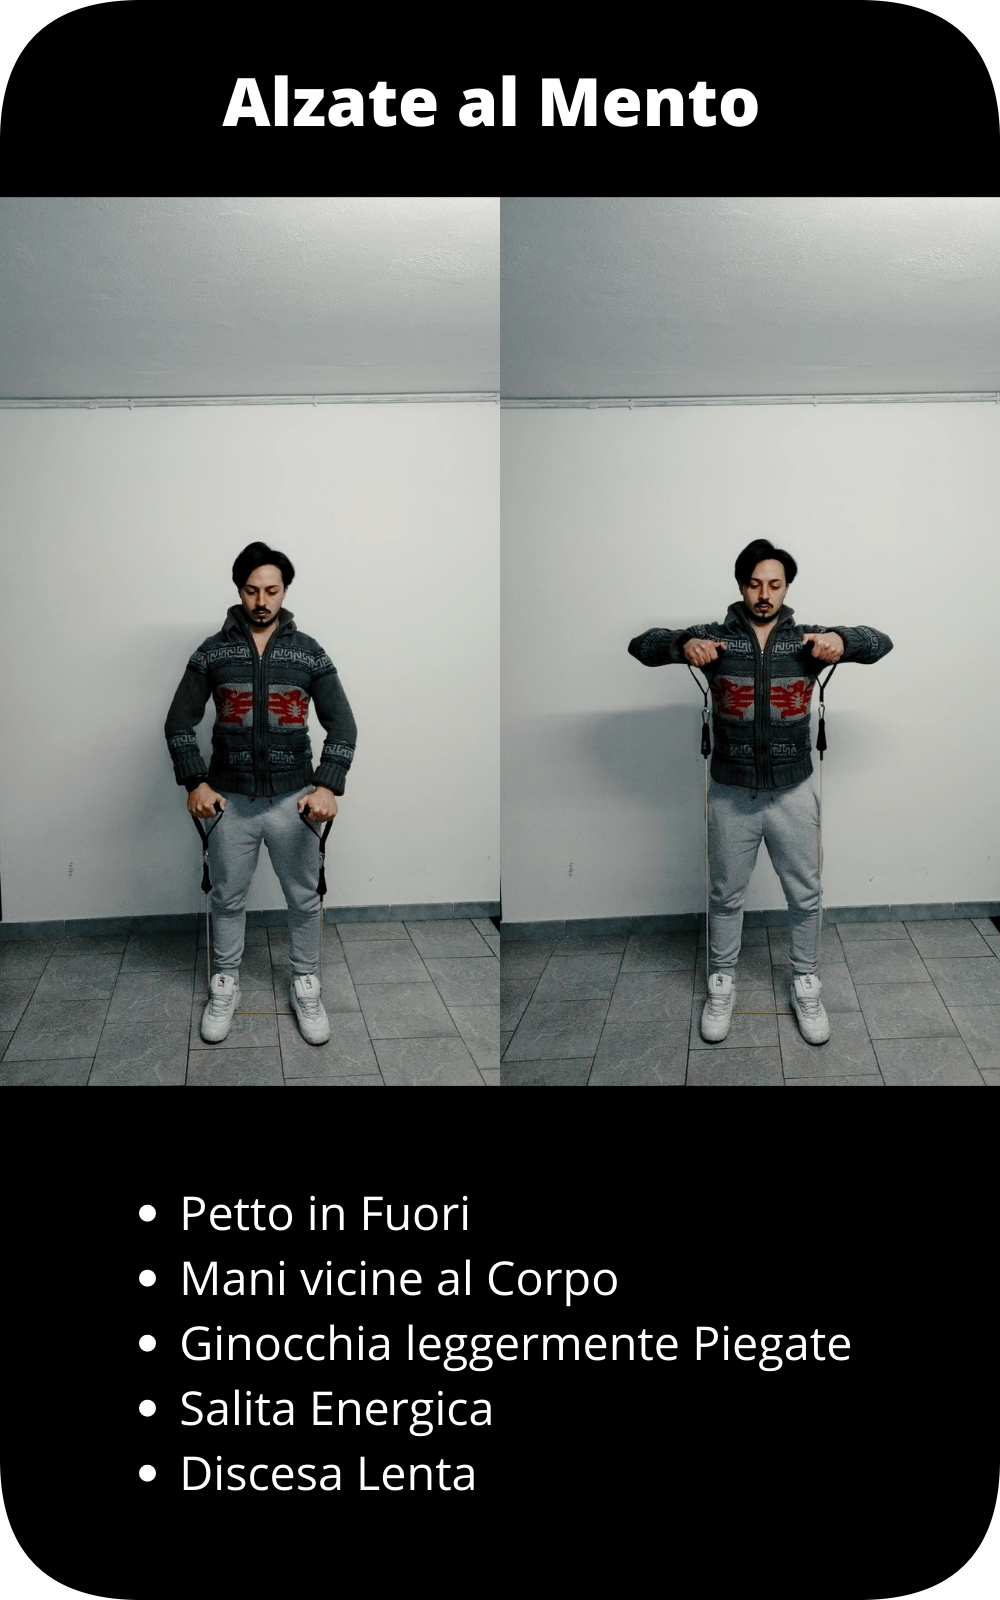 Alzate al Mento
• Petto in Fuori
• Mani vicine al Corpo
• Ginocchia leggermente Piegate
• Salita Energica
• Discesa Lenta